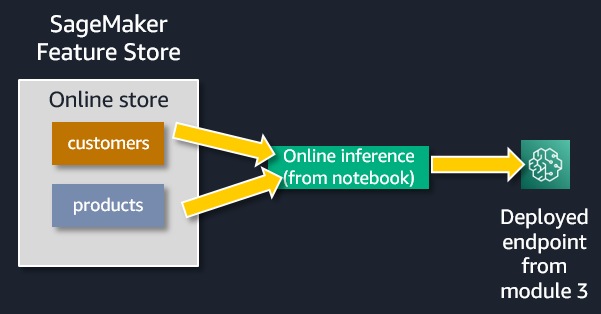 SageMaker
Feature Store
Online store
customers
products
Online inference
(from notebook)
Deployed
endpoint
from
module 3